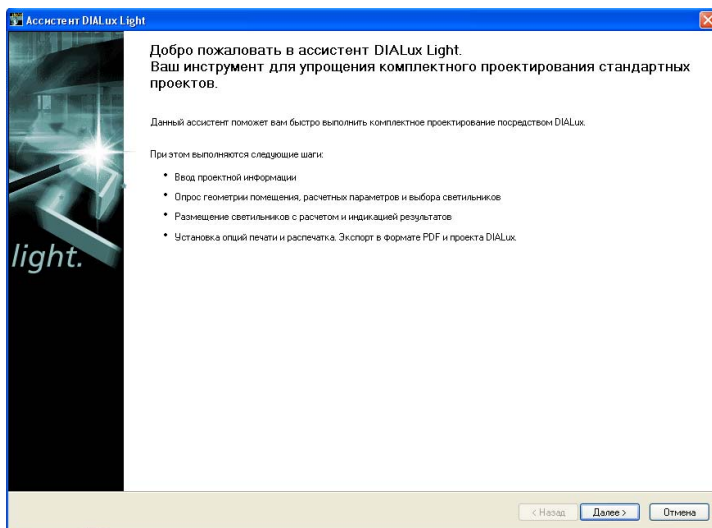 Ассистент DIALux Light
Добро пожаловать в ассистент DIALux Light.
Ваш инструмент для упрощения комплектного проектирования стандартных
проектов.
Данный ассистент поможет вам быстро выполнить комплектное проектирование посредством DIALux.
При этом выполняются следующие шаги:
• Ввод проектной информации
• Опрос геометрии помещения, расчетных параметров и выбора светильников
• Размещение светильников с расчетом и индикацией результатов
• Установка опций печати и распечатка. Экспорт в формате PDF и проекта DIALux.
light.
< Назад
Далее >
Отмена